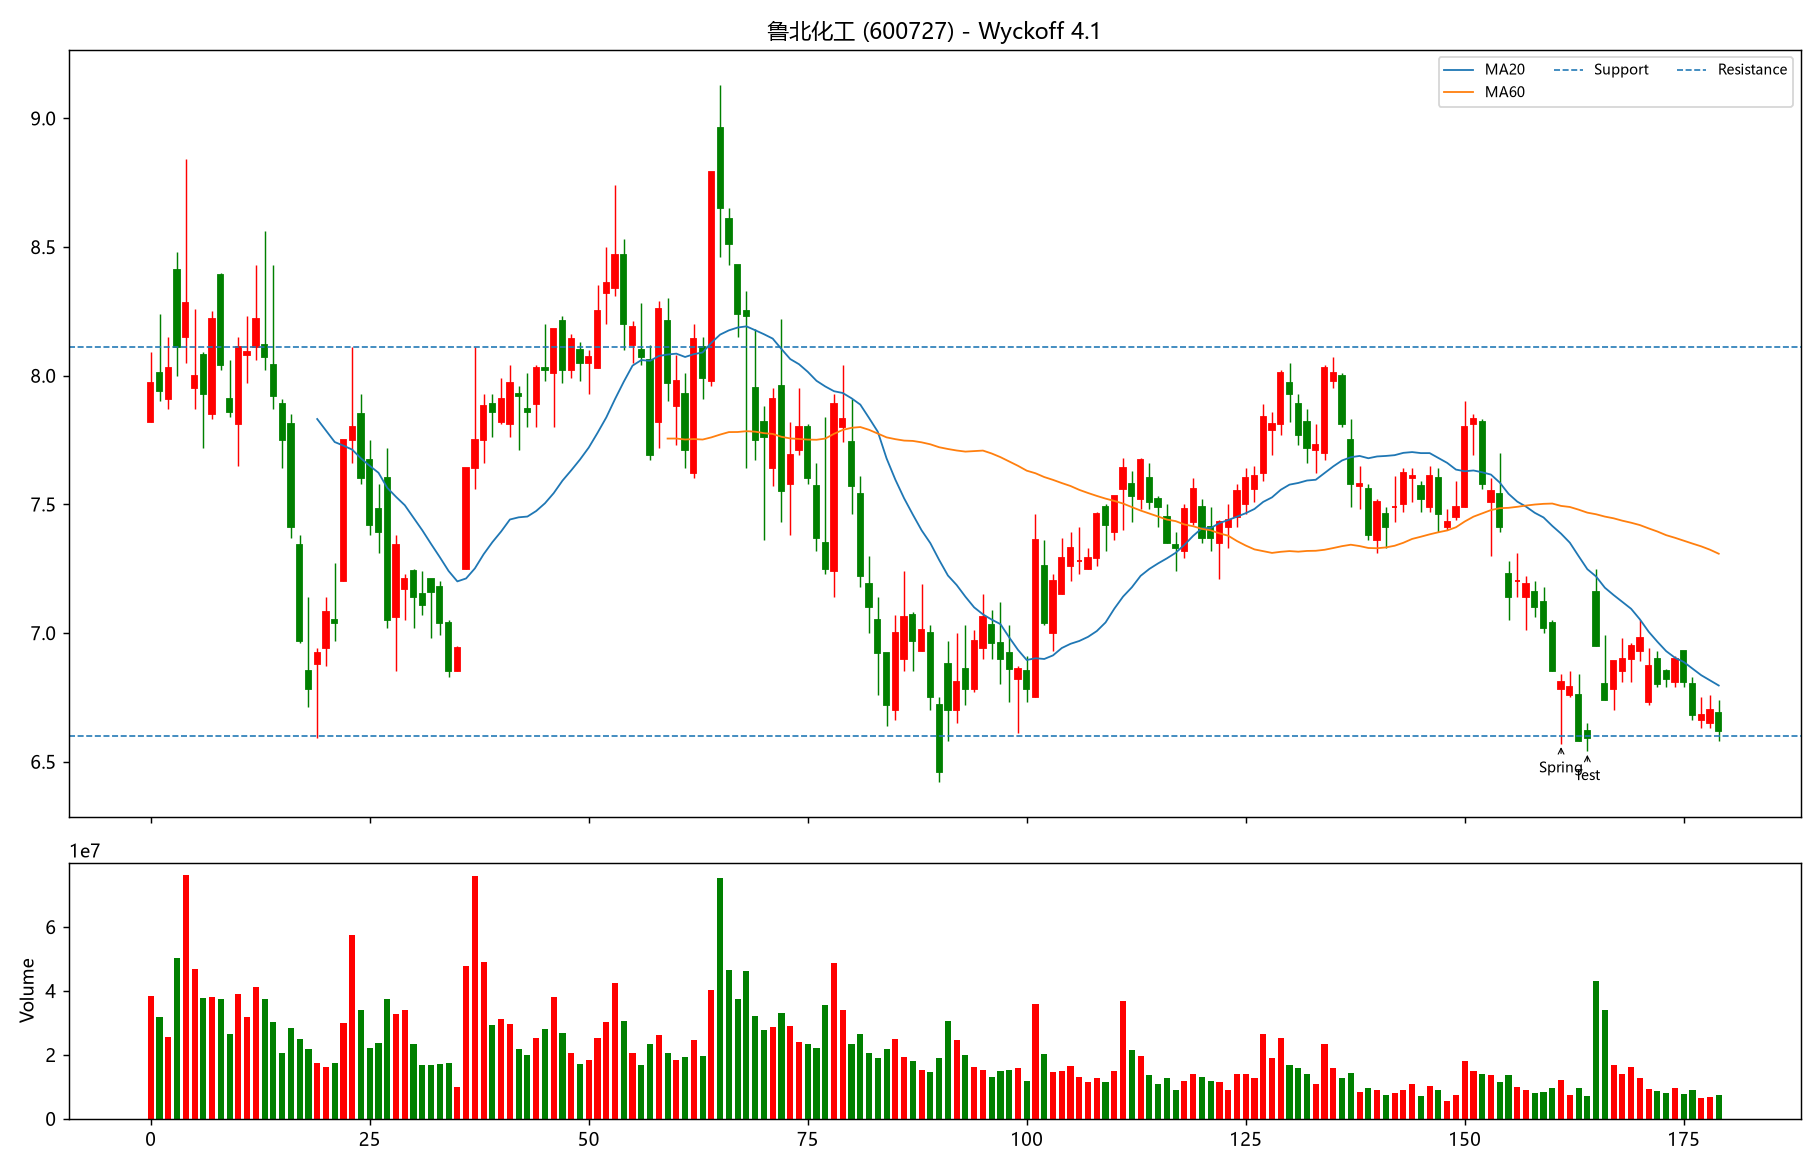 鲁北化工 (600727) - Wyckoff 4.1
MA20
MA60
Support
Resistance
9.0
8.5
8.0
7.5
7.0
6.5
Spring
Test
1e7
6
4
2
0
Volume
0
25
50
75
100
125
150
175